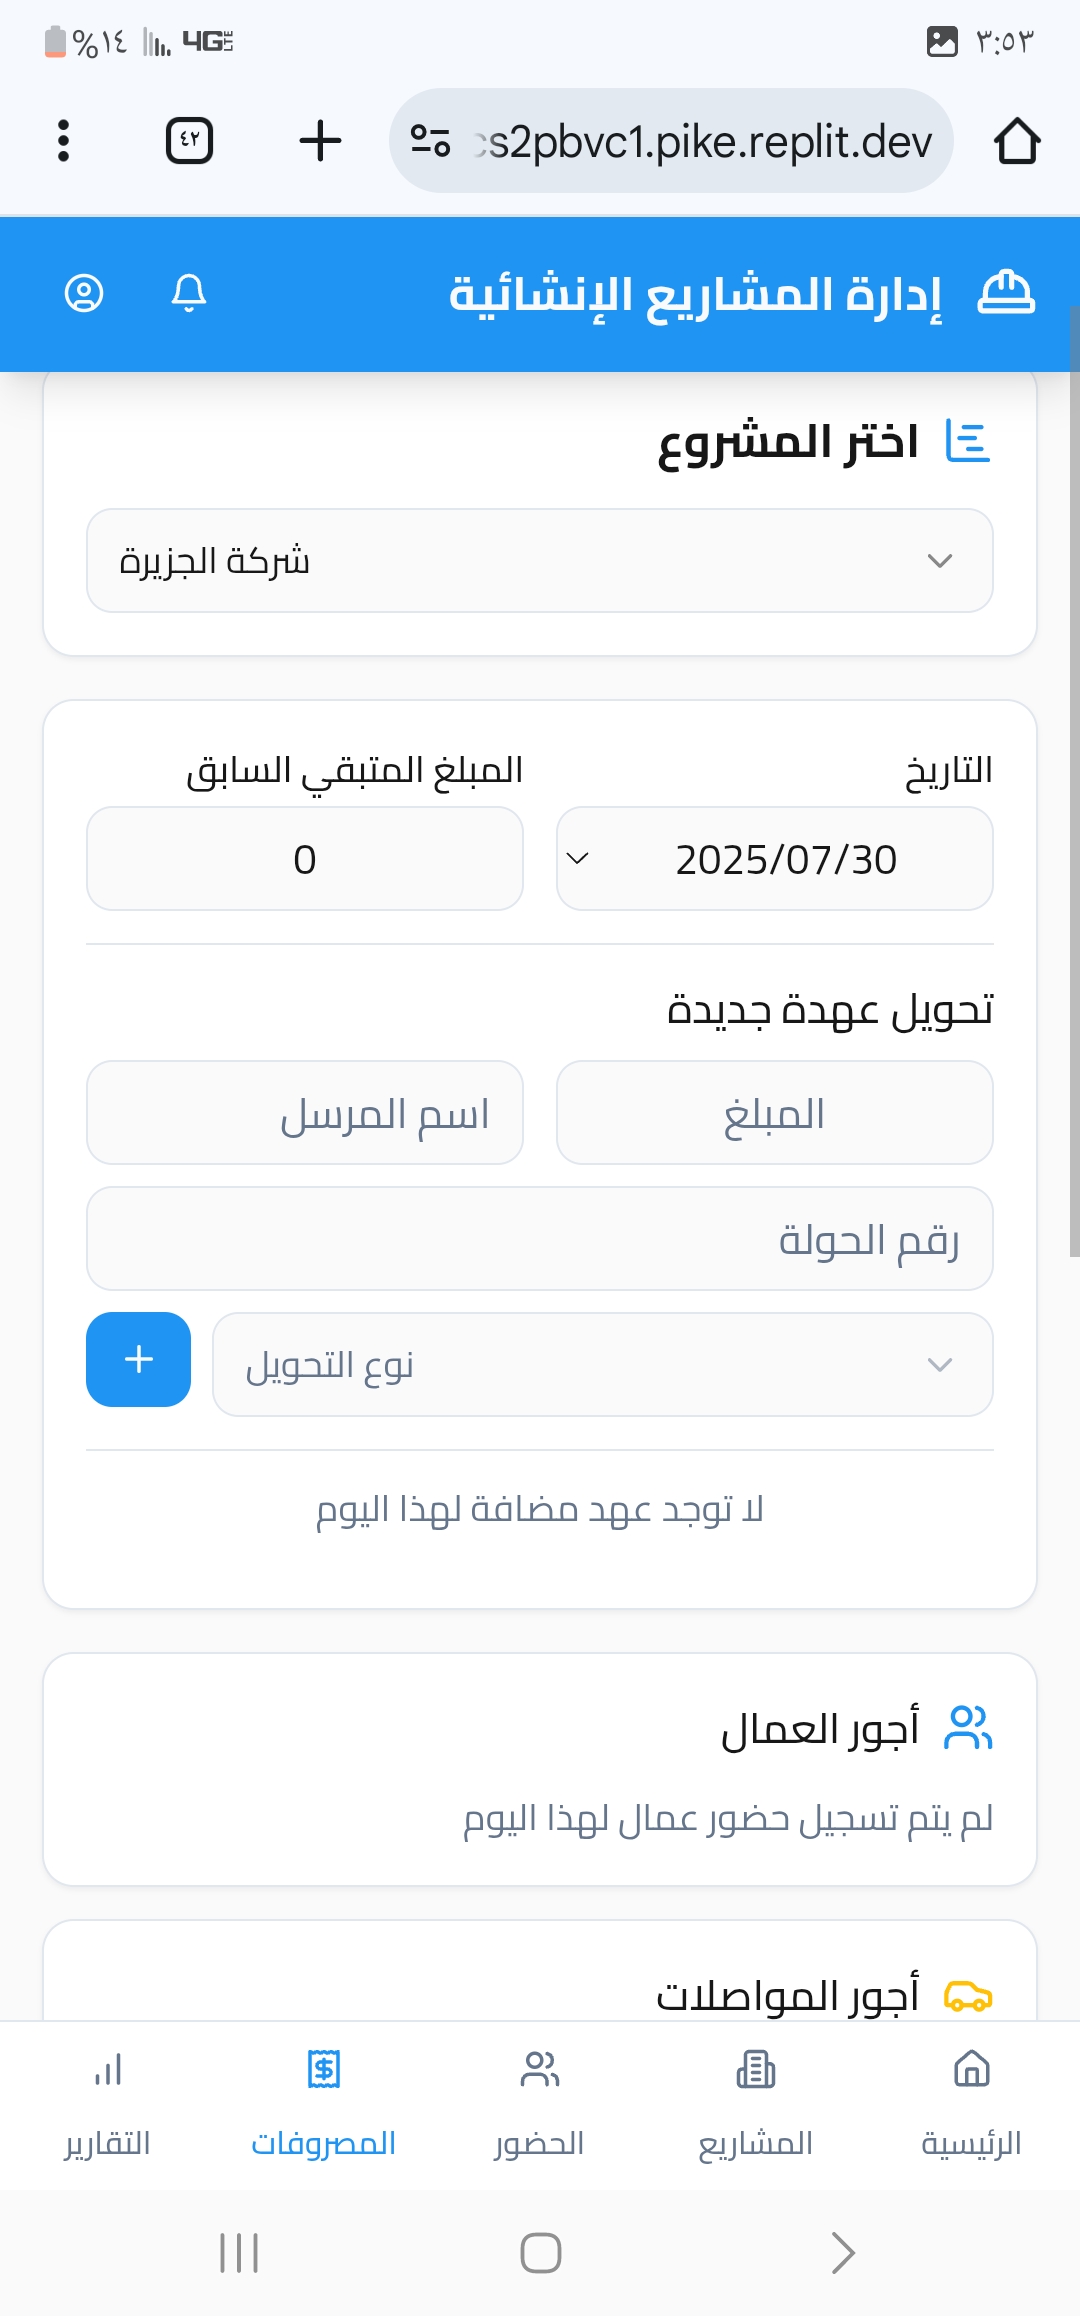 ٣:٥٣
%١٤
4G LTE
cs2pbvc1.pike.replit.dev
٤٢
إدارة المشاريع الإنشائية
اختر المشروع
شركة الجزيرة
التاريخ
المبلغ المتبقي السابق
2025/07/30
0
تحويل عهدة جديدة
المبلغ
اسم المرسل
رقم الحولة
نوع التحويل
لا توجد عهد مضافة لهذا اليوم
أجور العمال
لم يتم تسجيل حضور عمال لهذا اليوم
أجور المواصلات
الرئيسية
المشاريع
الحضور
المصروفات
التقارير